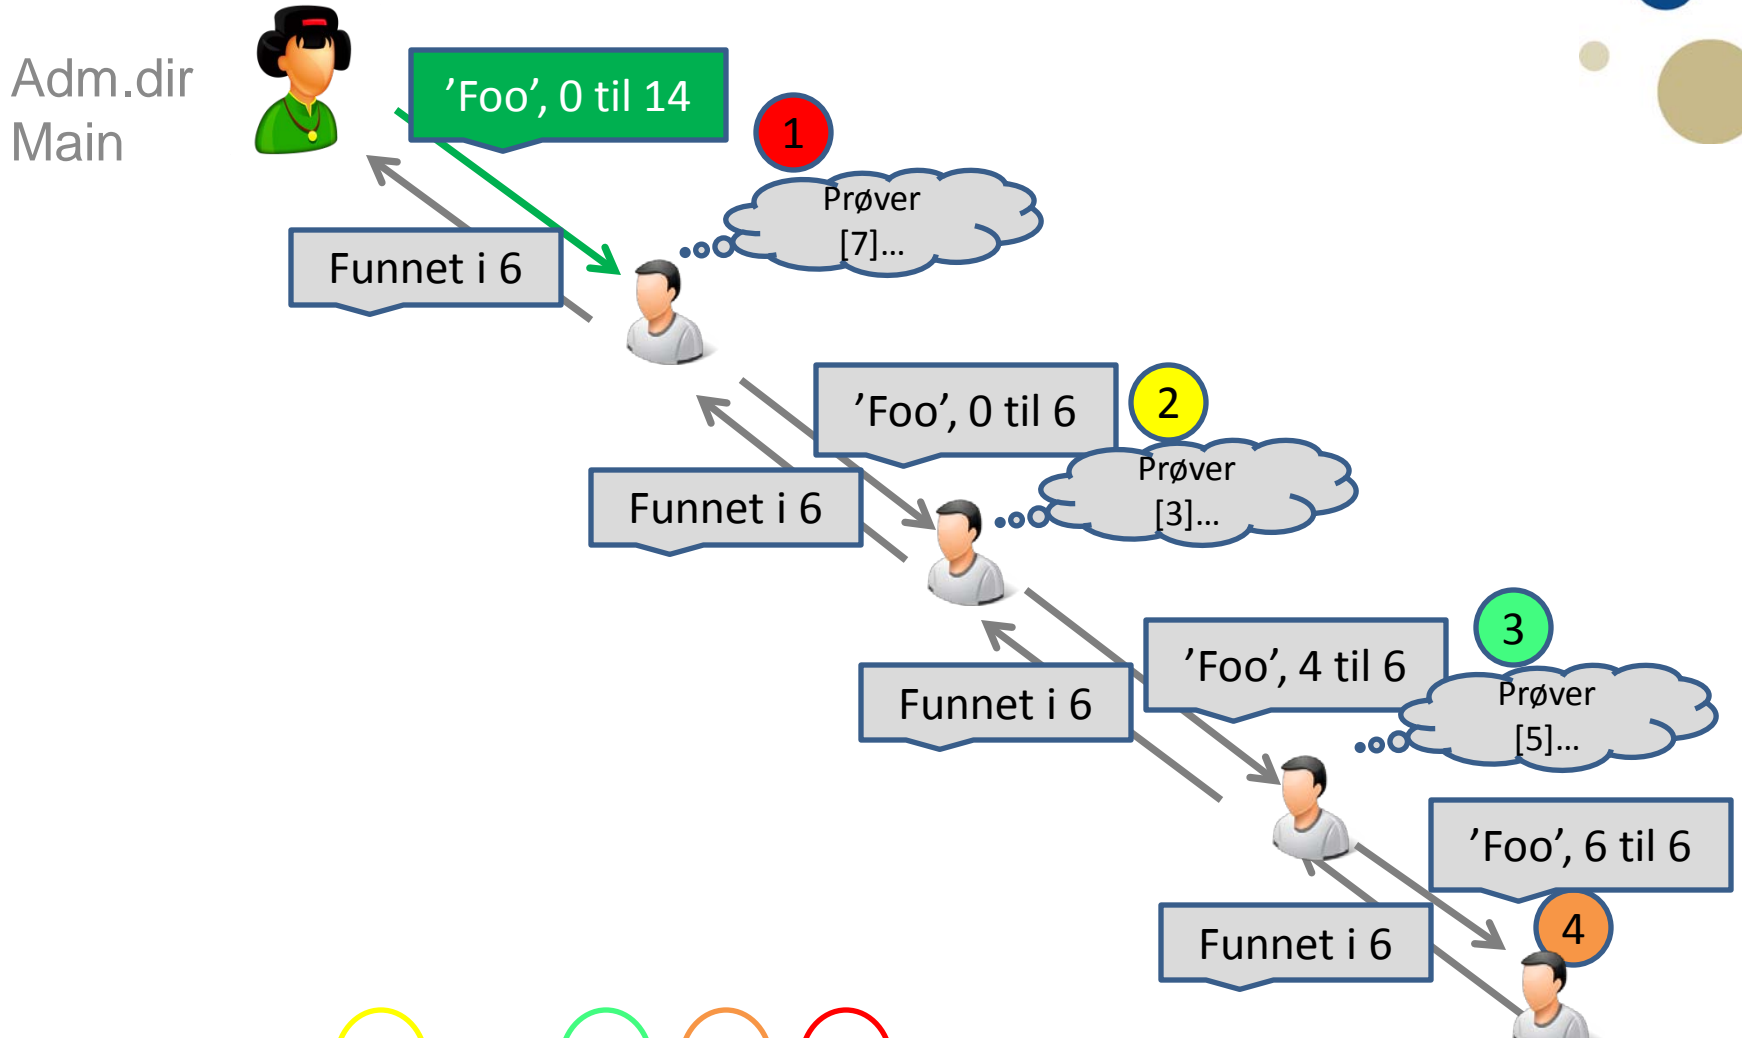 Adm.dir
Main
’Foo’, 0 til 14
1
Prøver
[7]...
Funnet i 6
’Foo’, 0 til 6
2
Prøver
[3]...
Funnet i 6
’Foo’, 4 til 6
3
Prøver
[5]...
Funnet i 6
’Foo’, 6 til 6
4
Funnet i 6